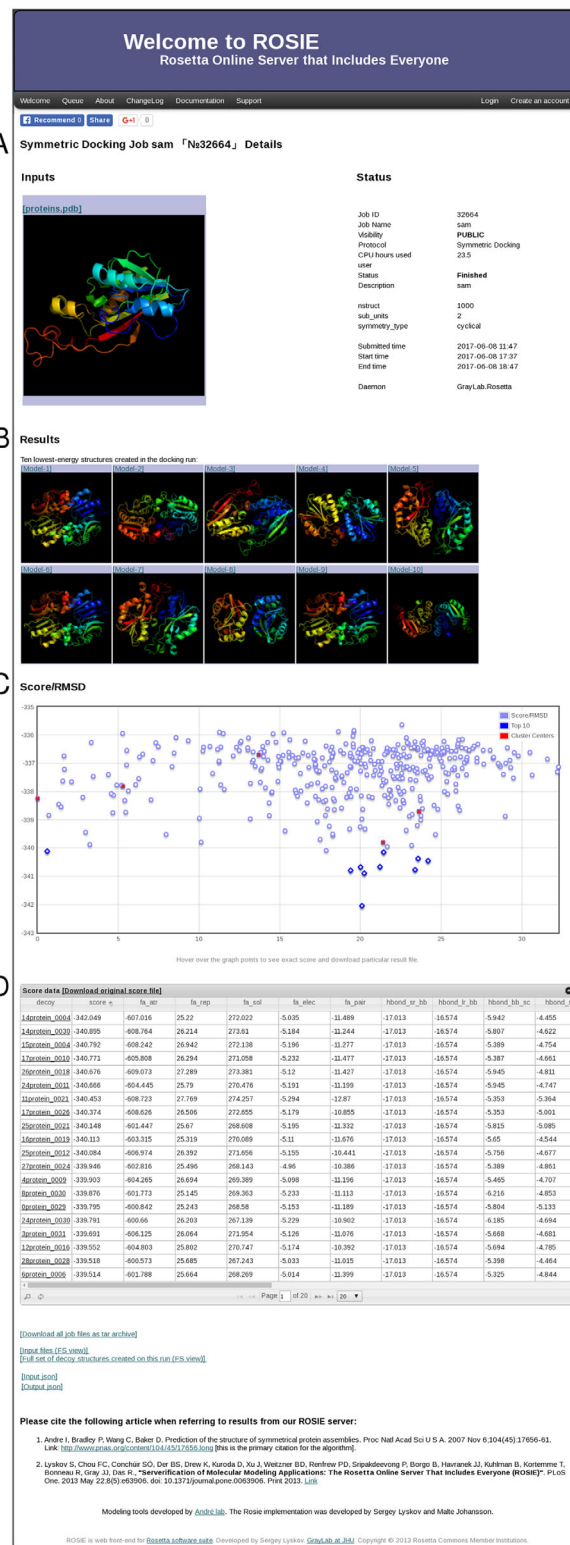 Welcome to ROSIE
Rosetta Online Server that Includes Everyone
Welcome Queue About ChangeLog Documentation Support Login Create an account
Recommend 0 Share G+1 0
A
Symmetric Docking Job sam 「№32664」 Details
Inputs Status
[proteins.pdb]
Job ID 32664
Job Name sam
Visibility PUBLIC
Protocol Symmetric Docking
CPU hours used 23.5
user
Status Finished
Description sam
nstruct 1000
sub_units 2
symmetry_type cyclical
Submitted time 2017-06-08 11:47
Start time 2017-06-08 17:37
End time 2017-06-08 18:47
Daemon GrayLab.Rosetta
B
Results
Ten lowest-energy structures created in the docking run:
[Model-1] [Model-2] [Model-3] [Model-4] [Model-5]
[Model-6] [Model-7] [Model-8] [Model-9] [Model-10]
C
Score/RMSD
-335
-336
-337
-338
-339
-340
-341
-342
-343
0 5 10 15 20 25 30
Score/RMSD
Top 10
Cluster Centers
Hover over the graph points to see exact score and download particular result file.
D
Score data [Download original score file]
decoy score fa_atr fa_rep fa_sol fa_elec fa_pair hbond_sr_bb hbond_lr_bb hbond_bb_sc
14protein_0004 -342.049 -607.016 25.22 272.022 -5.035 -11.489 -17.013 -16.574 -5.942 -4.455
14protein_0030 -340.895 -608.764 26.214 273.61 -5.184 -11.244 -17.013 -16.574 -5.807 -4.622
15protein_0004 -340.792 -608.242 26.942 272.138 -5.196 -11.277 -17.013 -16.574 -5.389 -4.754
17protein_0010 -340.771 -605.808 26.294 271.058 -5.232 -11.477 -17.013 -16.574 -5.387 -4.661
26protein_0018 -340.676 -609.073 27.289 273.381 -5.12 -11.427 -17.013 -16.574 -5.945 -4.811
24protein_0011 -340.666 -604.445 25.79 270.476 -5.191 -11.199 -17.013 -16.574 -5.945 -4.747
11protein_0021 -340.453 -608.723 27.769 274.257 -5.294 -12.87 -17.013 -16.574 -5.353 -5.364
17protein_0026 -340.374 -608.626 26.506 272.655 -5.179 -10.855 -17.013 -16.574 -5.353 -5.001
25protein_0021 -340.148 -601.447 25.67 268.608 -5.195 -11.332 -17.013 -16.574 -5.815 -5.085
16protein_0019 -340.113 -603.315 25.319 270.089 -5.11 -11.676 -17.013 -16.574 -5.65 -4.544
25protein_0012 -340.084 -606.974 26.392 271.656 -5.155 -10.441 -17.013 -16.574 -5.756 -4.677
27protein_0024 -339.946 -602.816 25.496 268.143 -4.96 -10.386 -17.013 -16.574 -5.389 -4.861
4protein_0009 -339.903 -604.265 26.694 269.389 -5.098 -11.196 -17.013 -16.574 -5.465 -4.707
8protein_0030 -339.876 -601.773 25.145 269.363 -5.233 -11.113 -17.013 -16.574 -6.216 -4.853
0protein_0029 -339.795 -600.842 25.243 268.58 -5.153 -11.189 -17.013 -16.574 -5.804 -5.133
24protein_0030 -339.791 -600.66 26.203 267.139 -5.229 -10.902 -17.013 -16.574 -6.185 -4.694
3protein_0031 -339.691 -606.125 26.064 271.954 -5.126 -11.076 -17.013 -16.574 -5.668 -4.681
12protein_0016 -339.552 -604.803 25.802 270.747 -5.174 -10.392 -17.013 -16.574 -5.694 -4.785
28protein_0028 -339.518 -600.573 25.685 267.243 -5.033 -11.015 -17.013 -16.574 -5.398 -4.464
6protein_0006 -339.514 -601.788 25.664 268.269 -5.014 -11.399 -17.013 -16.574 -5.325 -4.844
Page 1 of 20 20
[Download all job files as tar archive]
[Input files (FS view)]
[Full set of decoy structures created on this run (FS view)]
[Input json]
[Output json]
Please cite the following article when referring to results from our ROSIE server:
1. Andre I, Bradley P, Wang C, Baker D. Prediction of the structure of symmetrical protein assemblies. Proc Natl Acad Sci U S A. 2007 Nov 6;104(45):17656-61.
Link: http://www.pnas.org/content/104/45/17656.long [this is the primary citation for the algorithm].
2. Lyskov S, Chou FC, Conchúir SÓ, Der BS, Drew K, Kuroda D, Xu J, Weitzner BD, Renfrew PD, Sripakdeevong P, Borgo B, Havranek JJ, Kuhlman B, Kortemme T,
Bonneau R, Gray JJ, Das R., "Serverification of Molecular Modeling Applications: The Rosetta Online Server That Includes Everyone (ROSIE)". PLoS
One. 2013 May 22;8(5):e63906. doi: 10.1371/journal.pone.0063906. Print 2013. Link
Modeling tools developed by André lab. The Rosie implementation was developed by Sergey Lyskov and Malte Johansson.
ROSIE is web front-end for Rosetta software suite. Developed by Sergey Lyskov, GrayLab at JHU. Copyright © 2013 Rosetta Commons Member Institutions.